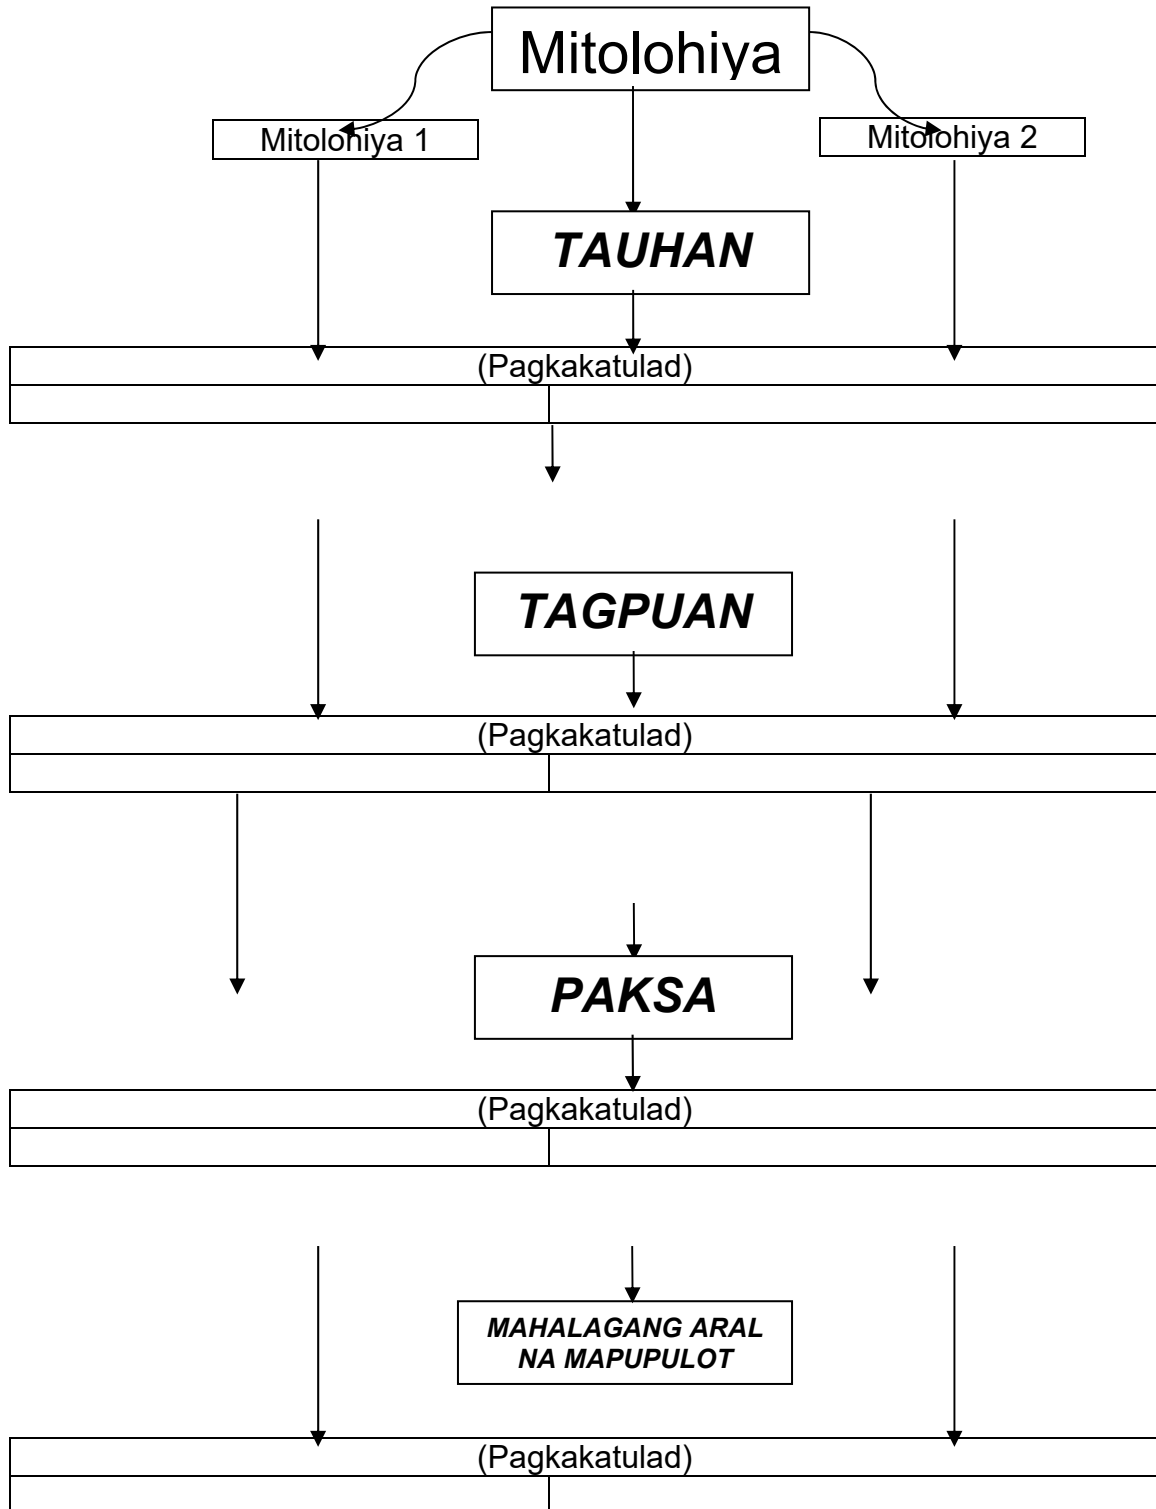 Mitolohiya
Mitolohiya 1
Mitolohiya 2
TAUHAN
(Pagkakatulad)
TAGPUAN
(Pagkakatulad)
PAKSA
(Pagkakatulad)
MAHALAGANG ARAL
NA MAPUPULOT
(Pagkakatulad)